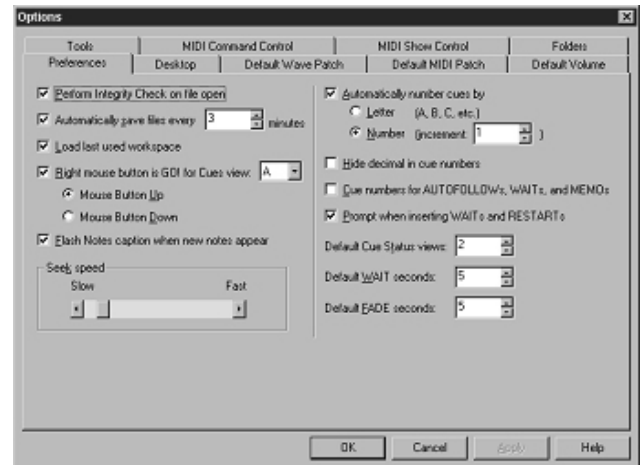 Options
Tools
MIDI Command Control
MIDI Show Control
Folders
Preferences
Desktop
Default Wave Patch
Default MIDI Patch
Default Volume
Perform Integrity Check on file open
Automatically save files every 3 minutes
Load last used workspace
Right mouse button is GO! for Cues view: A
Mouse Button Up
Mouse Button Down
Flash Notes caption when new notes appear
Seek speed
Slow Fast
Automatically number cues by
Letter (A, B, C, etc.)
Number (increment: 1 )
Hide decimal in cue numbers
Cue numbers for AUTOFOLLOWs, WAITs, and MEMOs
Prompt when inserting WAITs and RESTARTs
Default Cue Status views: 2
Default WAIT seconds: 5
Default FADE seconds: 5
OK Cancel Apply Help